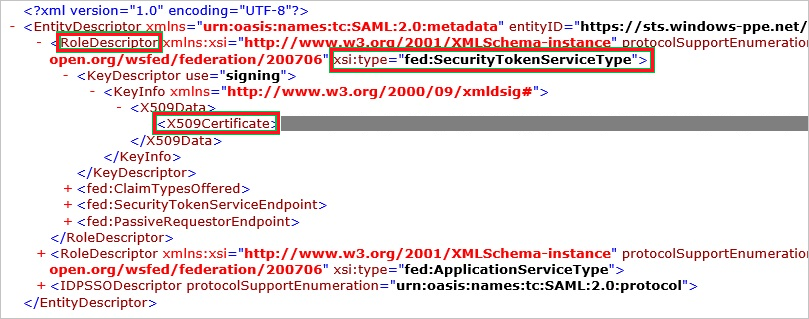 <?xml version="1.0" encoding="UTF-8"?>
- <EntityDescriptor xmlns="urn:oasis:names:tc:SAML:2.0:metadata" entityID="https://sts.windows-ppe.net/
- <RoleDescriptor xmlns:xsi="http://www.w3.org/2001/XMLSchema-instance" protocolSupportEnumeration
open.org/wsfed/federation/200706" xsi:type="fed:SecurityTokenServiceType">
- <KeyDescriptor use="signing">
- <KeyInfo xmlns="http://www.w3.org/2000/09/xmldsig#">
- <X509Data>
<X509Certificate>
</X509Data>
</KeyInfo>
</KeyDescriptor>
+ <fed:ClaimTypesOffered>
+ <fed:SecurityTokenServiceEndpoint>
+ <fed:PassiveRequestorEndpoint>
</RoleDescriptor>
+ <RoleDescriptor xmlns:xsi="http://www.w3.org/2001/XMLSchema-instance" protocolSupportEnumeration
open.org/wsfed/federation/200706" xsi:type="fed:ApplicationServiceType">
+ <IDPSSODescriptor protocolSupportEnumeration="urn:oasis:names:tc:SAML:2.0:protocol">
</EntityDescriptor>